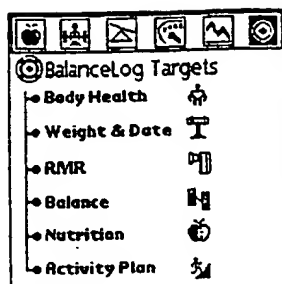 BalanceLog Targets
Body Health
Weight & Date
RMR
Balance
Nutrition
Activity Plan